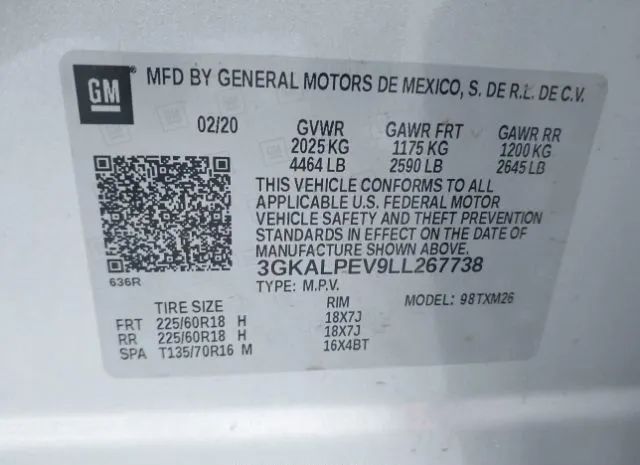 GM MFD BY GENERAL MOTORS DE MEXICO, S. DE R.L. DE C.V.
02/20 GVWR GAWR FRT GAWR RR
2025 KG 1175 KG 1200 KG
4464 LB 2590 LB 2645 LB
THIS VEHICLE CONFORMS TO ALL
APPLICABLE U.S. FEDERAL MOTOR
VEHICLE SAFETY AND THEFT PREVENTION
STANDARDS IN EFFECT ON THE DATE OF
MANUFACTURE SHOWN ABOVE.
3GKALPEV9LL267738
636R TYPE: M.P.V.
TIRE SIZE RIM MODEL: 98TXM26
FRT 225/60R18 H 18X7J
RR 225/60R18 H 18X7J
SPA T135/70R16 M 16X4BT